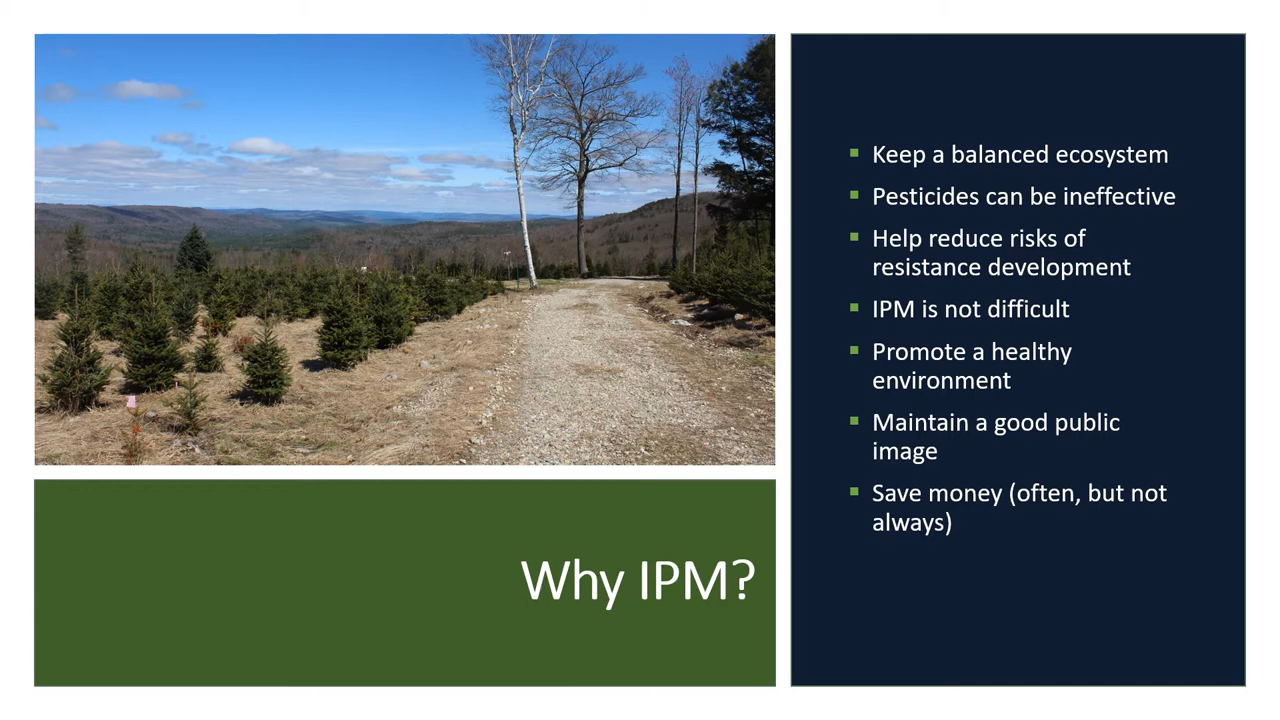 Why IPM?
Keep a balanced ecosystem
Pesticides can be ineffective
Help reduce risks of
resistance development
IPM is not difficult
Promote a healthy
environment
Maintain a good public
image
Save money (often, but not
always)